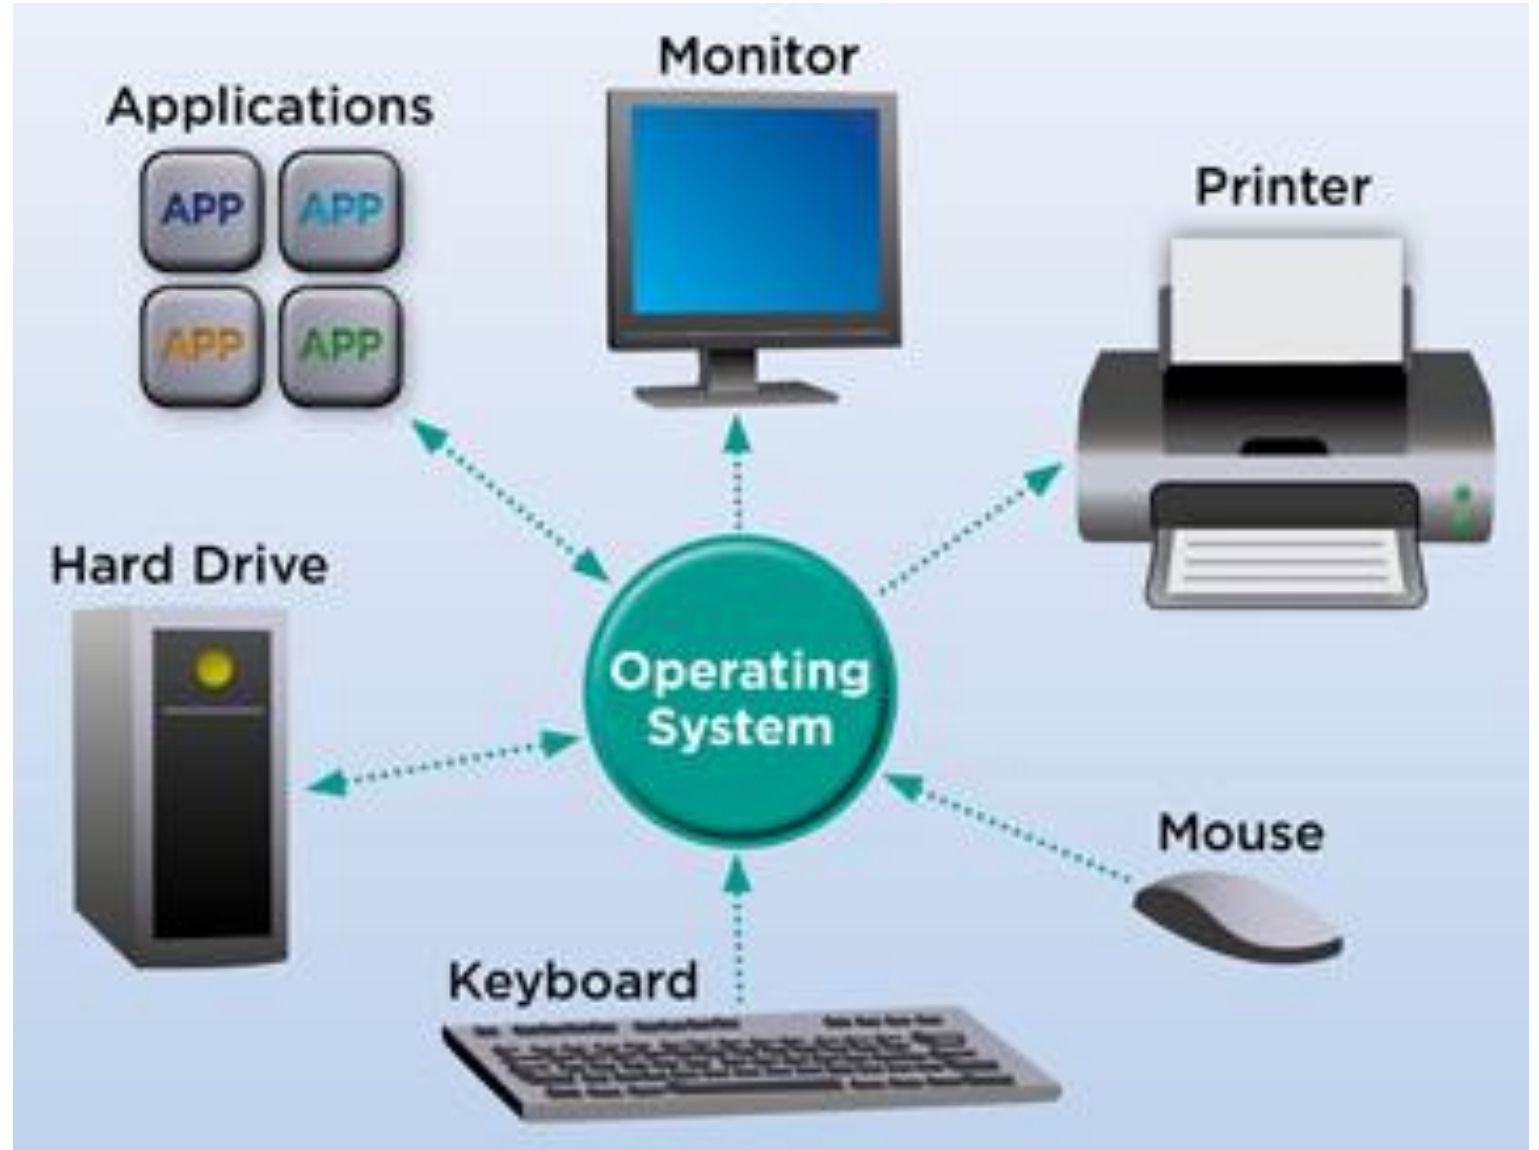 Monitor
Applications
APP APP
APP APP
Printer
Hard Drive
Operating
System
Mouse
Keyboard